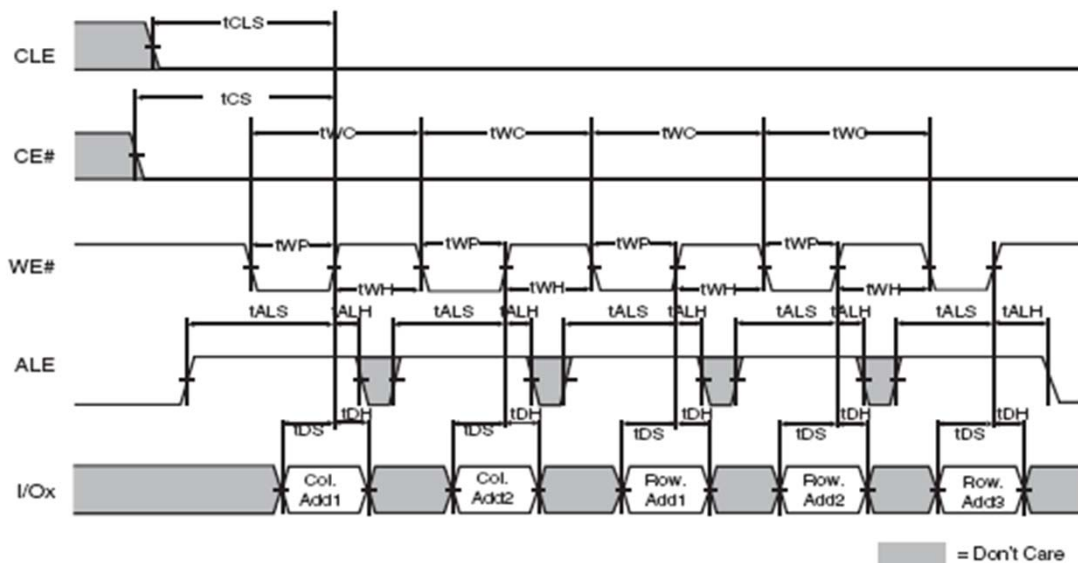 tCLS
CLE
tCS
tWC tWC tWC tWC
CE#
tWP tWP tWP tWP
WE#
tWH tWH tWH tWH
tALS tALH tALS tALH tALS tALH tALS tALH tALS tALH
ALE
tDH tDH tDH tDH tDH
tDS tDS tDS tDS tDS
I/Ox
Col. Add1
Col. Add2
Row. Add1
Row. Add2
Row. Add3
= Don't Care